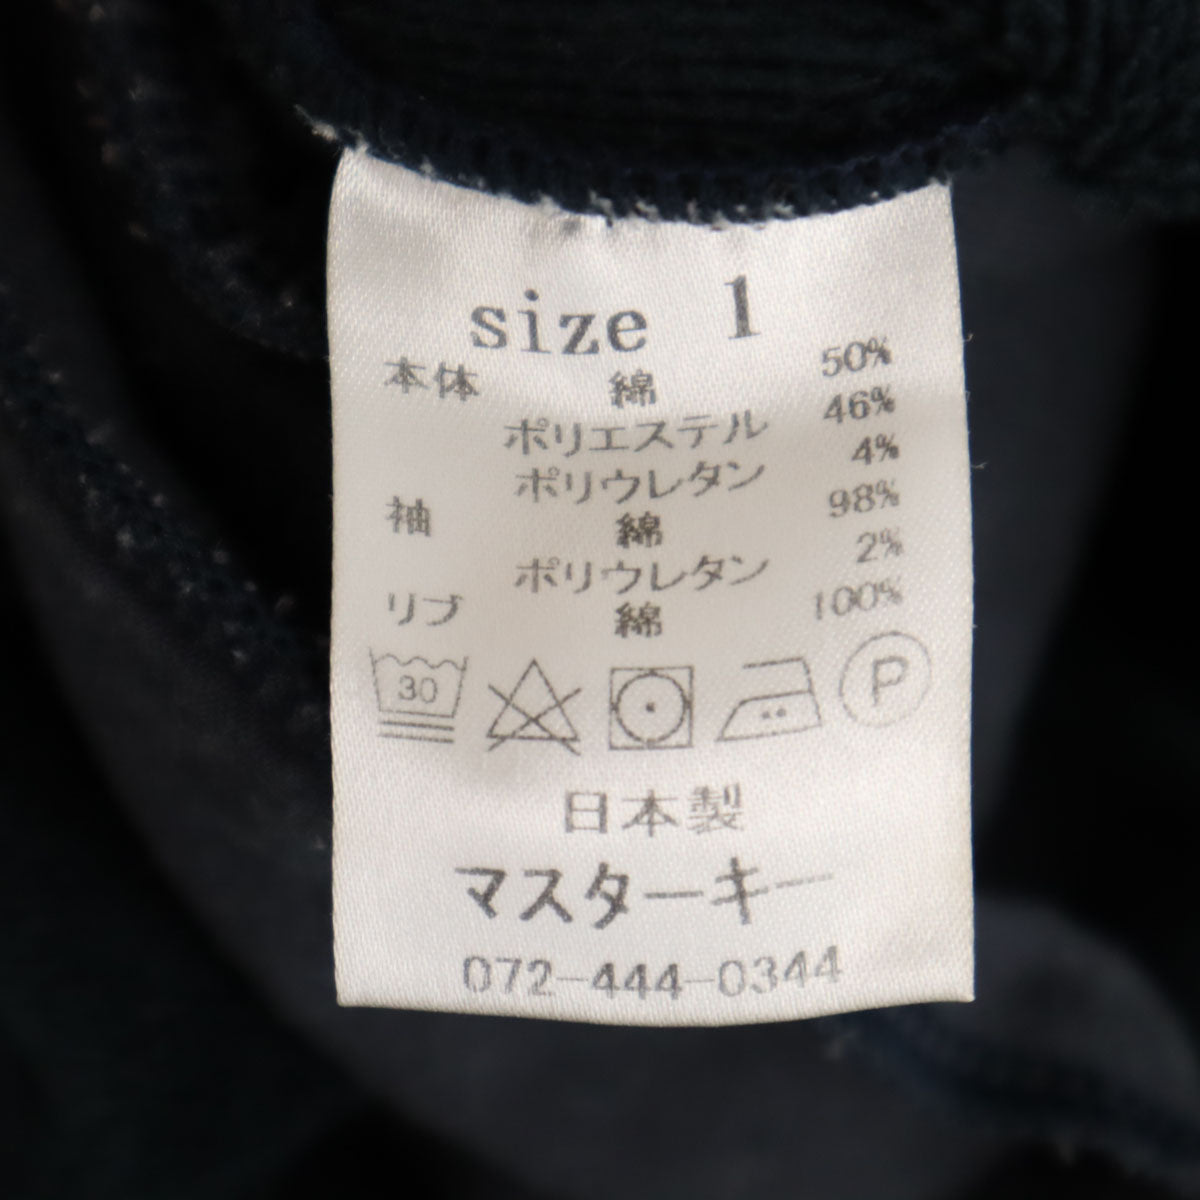 size 1
本体 綿 50%
ポリエステル 46%
ポリウレタン 4%
袖 綿 98%
ポリウレタン 2%
リブ 綿 100%
30 P
日本製
マスターキー
072-444-0344